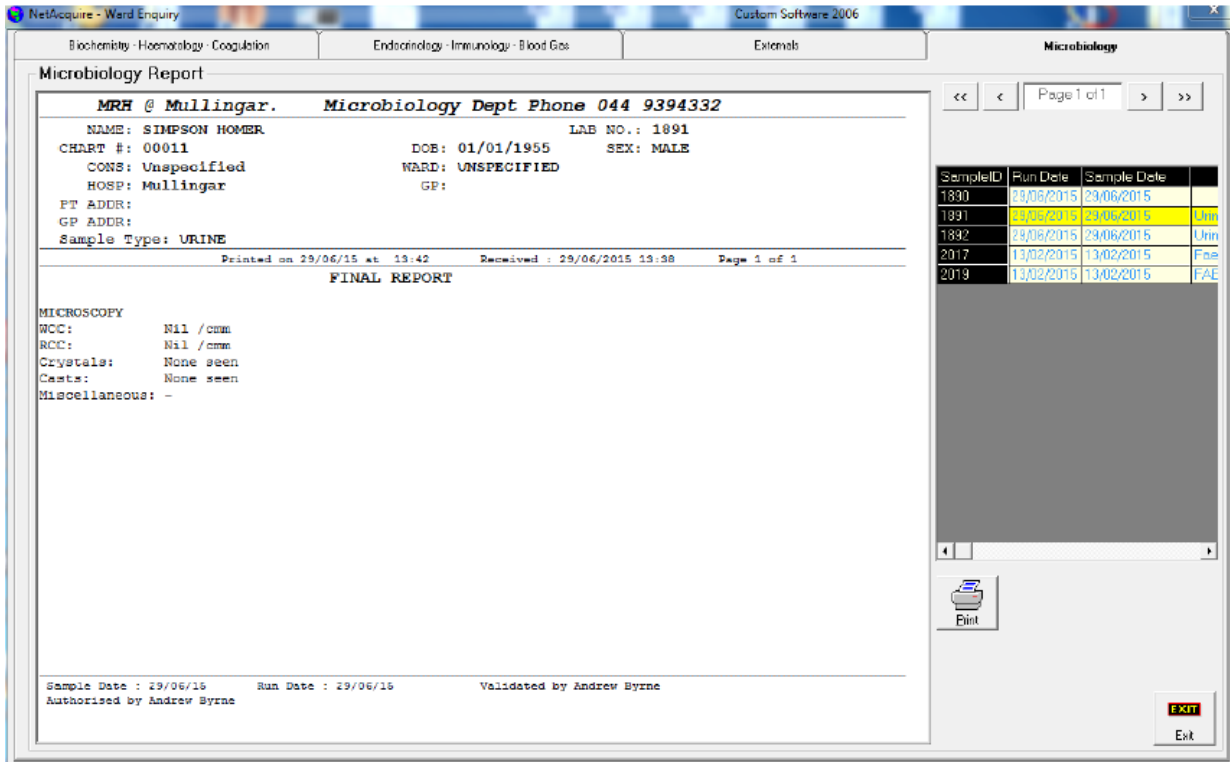 NetAcquire - Ward Enquiry Custom Software 2006
Biochemistry - Haematology - Coagulation Endocrinology - Immunology - Blood Gas Externals Microbiology
Microbiology Report
MRH @ Mullingar. Microbiology Dept Phone 044 9394332
NAME: SIMPSON HOMER LAB NO.: 1891
CHART #: 00011 DOB: 01/01/1955 SEX: MALE
CONS: Unspecified WARD: UNSPECIFIED
HOSP: Mullingar GP:
PT ADDR:
GP ADDR:
Sample Type: URINE
Printed on 29/06/15 at 13:42 Received : 29/06/2015 13:38 Page 1 of 1
FINAL REPORT
MICROSCOPY
WCC: Nil /cmm
RCC: Nil /cmm
Crystals: None seen
Casts: None seen
Miscellaneous: -
Sample Date : 29/06/15 Run Date : 29/06/15 Validated by Andrew Byrne
Authorised by Andrew Byrne
<< < Page 1 of 1 > >>
SampleID Run Date Sample Date
1890 29/06/2015 29/06/2015
1891 29/06/2015 29/06/2015 Urin
1892 29/06/2015 29/06/2015 Urin
2017 13/02/2015 13/02/2015 Fae
2019 13/02/2015 13/02/2015 FAE
Print
EXIT
Exit